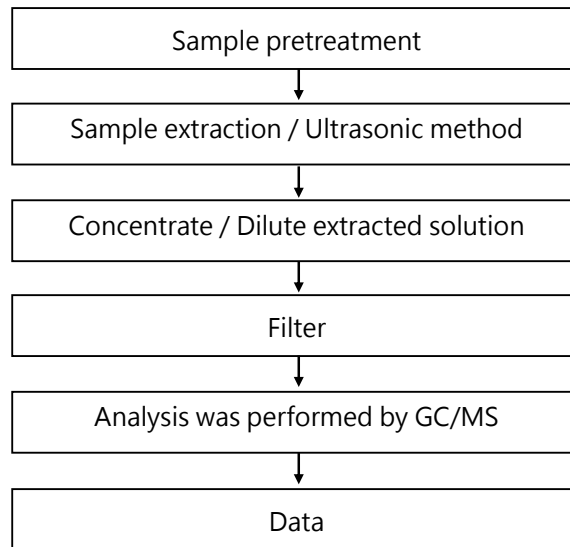 Sample pretreatment
Sample extraction / Ultrasonic method
Concentrate / Dilute extracted solution
Filter
Analysis was performed by GC/MS
Data